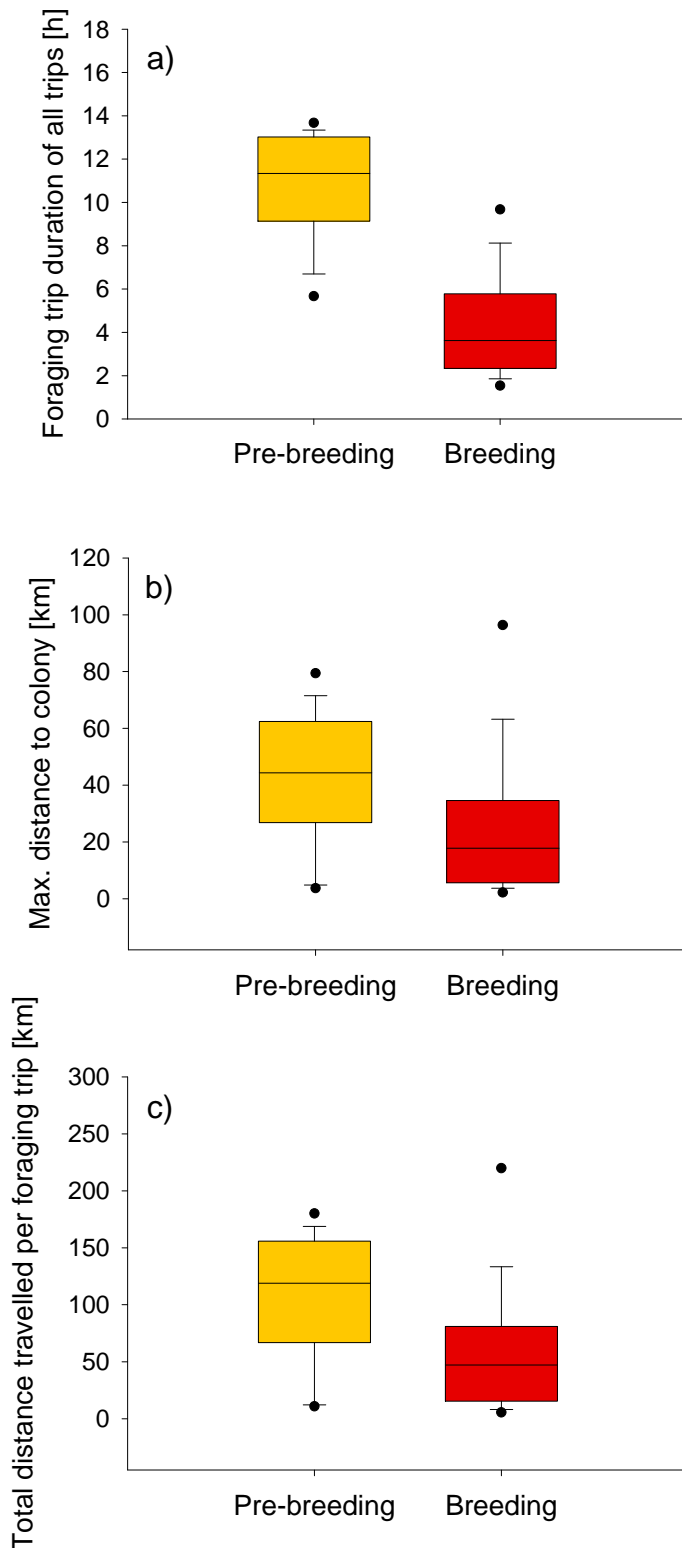 Foraging trip duration of all trips [h]
a)
18
16
14
12
10
8
6
4
2
0
Pre-breeding Breeding
Max. distance to colony [km]
b)
120
100
80
60
40
20
0
Pre-breeding Breeding
Total distance travelled per foraging trip [km]
c)
300
250
200
150
100
50
0
Pre-breeding Breeding